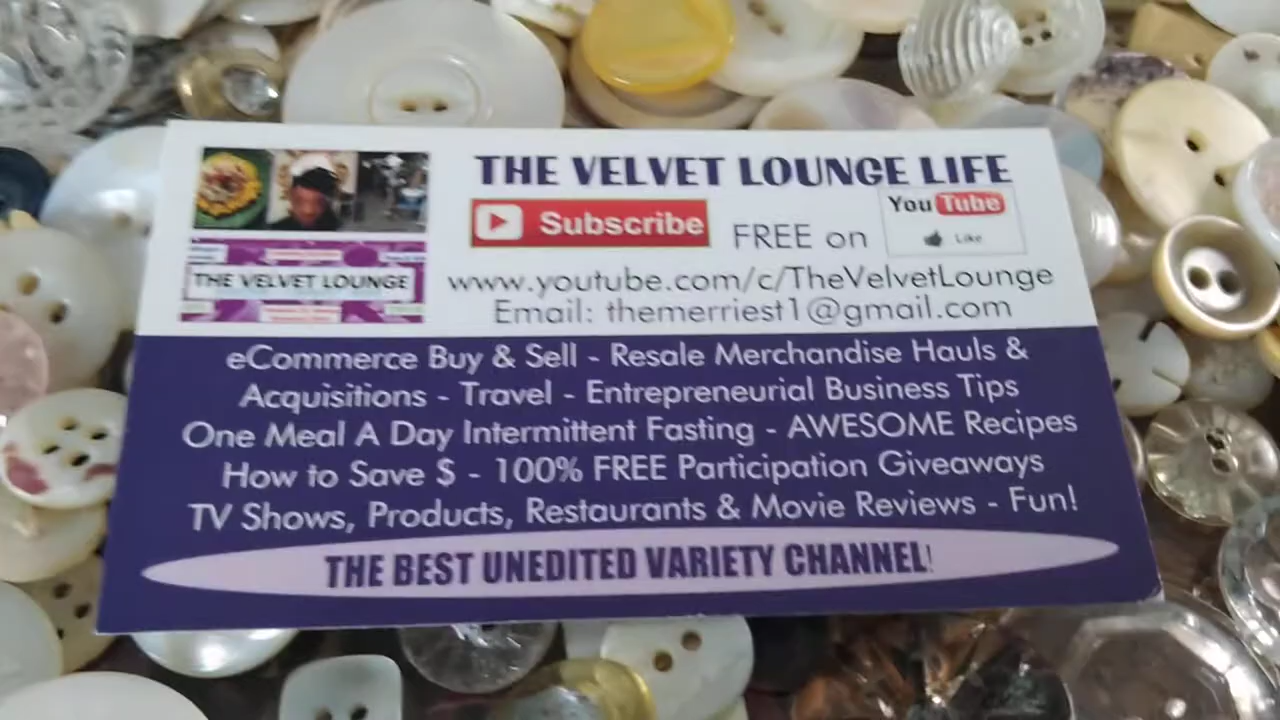 THE VELVET LOUNGE LIFE
Subscribe
FREE on
YouTube
Like
THE VELVET LOUNGE
www.youtube.com/c/TheVelvetLounge
Email: themerriest1@gmail.com
eCommerce Buy & Sell - Resale Merchandise Hauls &
Acquisitions - Travel - Entrepreneurial Business Tips
One Meal A Day Intermittent Fasting - AWESOME Recipes
How to Save $ - 100% FREE Participation Giveaways
TV Shows, Products, Restaurants & Movie Reviews - Fun!
THE BEST UNEDITED VARIETY CHANNEL!